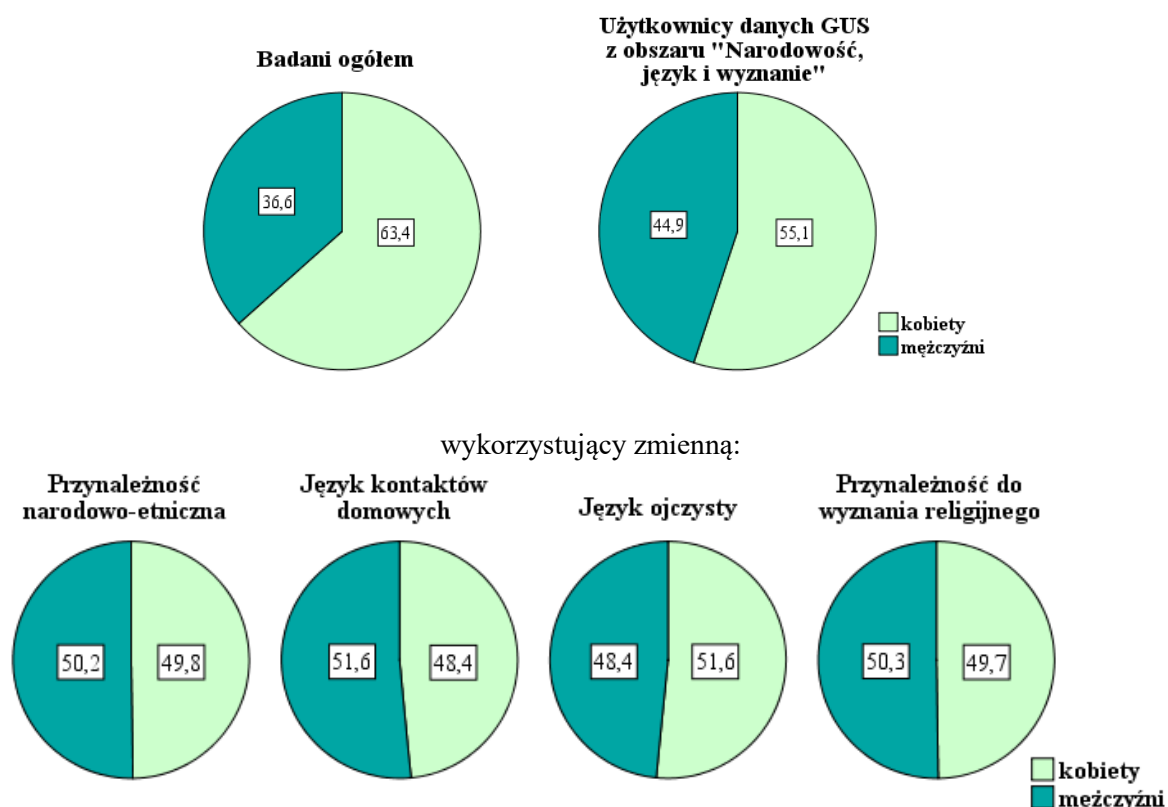 Badani ogółem
Użytkownicy danych GUS
z obszaru "Narodowość,
język i wyznanie"
36,6
63,4
44,9
55,1
kobiety
mężczyźni
wykorzystujący zmienną:
Przynależność
narodowo-etniczna
Język kontaktów
domowych
Język ojczysty
Przynależność do
wyznania religijnego
50,2
49,8
51,6
48,4
48,4
51,6
50,3
49,7
kobiety
mężczyźni